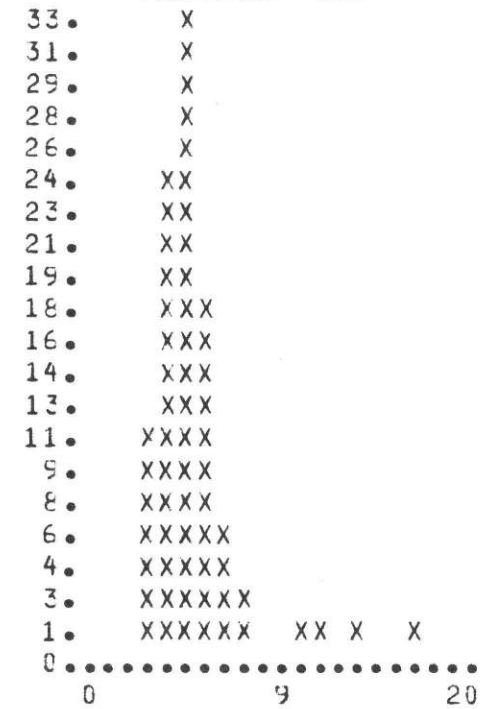 33. X
31. X
29. X
28. X
26. X
24. XX
23. XX
21. XX
19. XX
18. XXX
16. XXX
14. XXX
13. XXX
11. XXXX
9. XXXX
8. XXXX
6. XXXXX
4. XXXXX
3. XXXXXX
1. XXXXXX XX X X
0......................
0 9 20